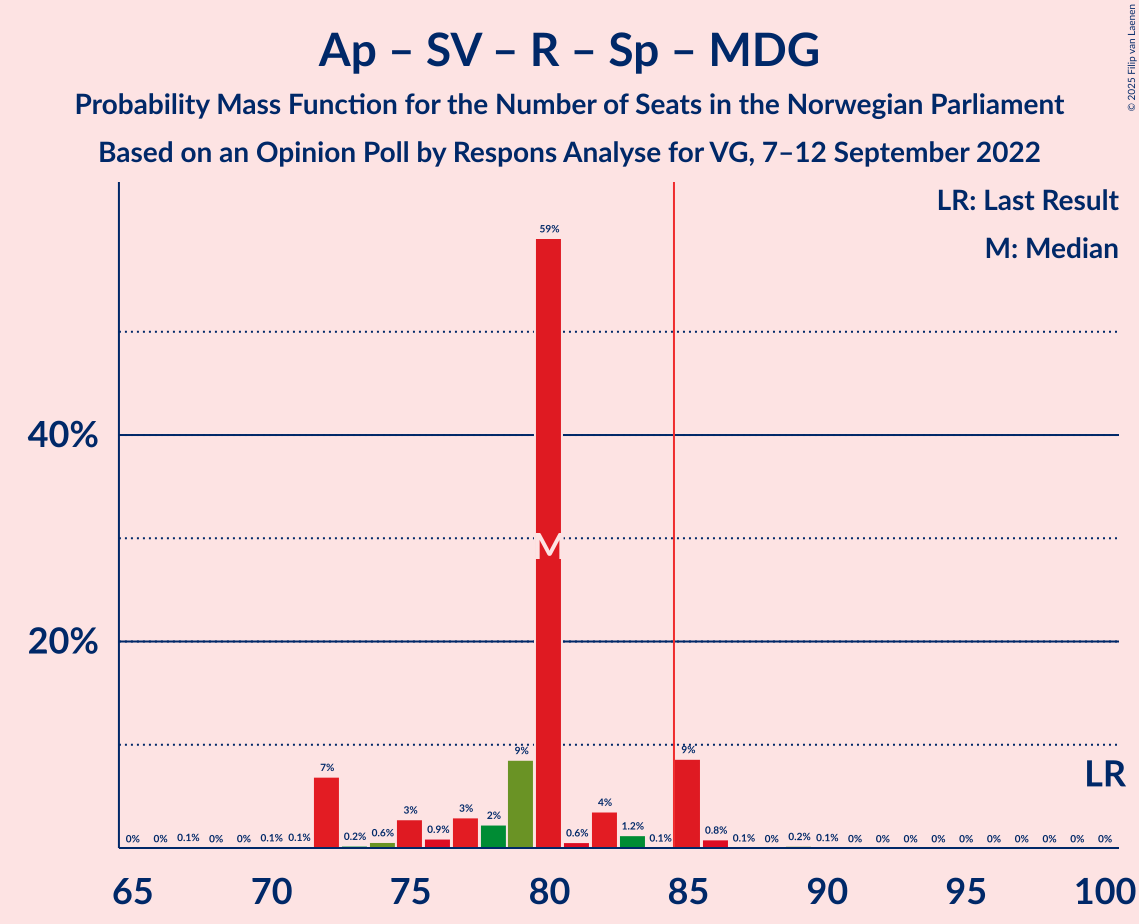 Ap – SV – R – Sp – MDG
Probability Mass Function for the Number of Seats in the Norwegian Parliament
Based on an Opinion Poll by Respons Analyse for VG, 7–12 September 2022
© 2025 Filip van Laenen
LR: Last Result
M: Median
59%
40%
M
20%
0% 0% 0.1% 0% 0% 0.1% 0.1% 7% 0.2% 0.6% 3% 0.9% 3% 2% 9% 0.6% 4% 1.2% 0.1% 9% 0.8% 0.1% 0% 0.2% 0.1% 0% 0% 0% 0% 0% 0% 0% 0% 0% 0%
LR
65 70 75 80 85 90 95 100